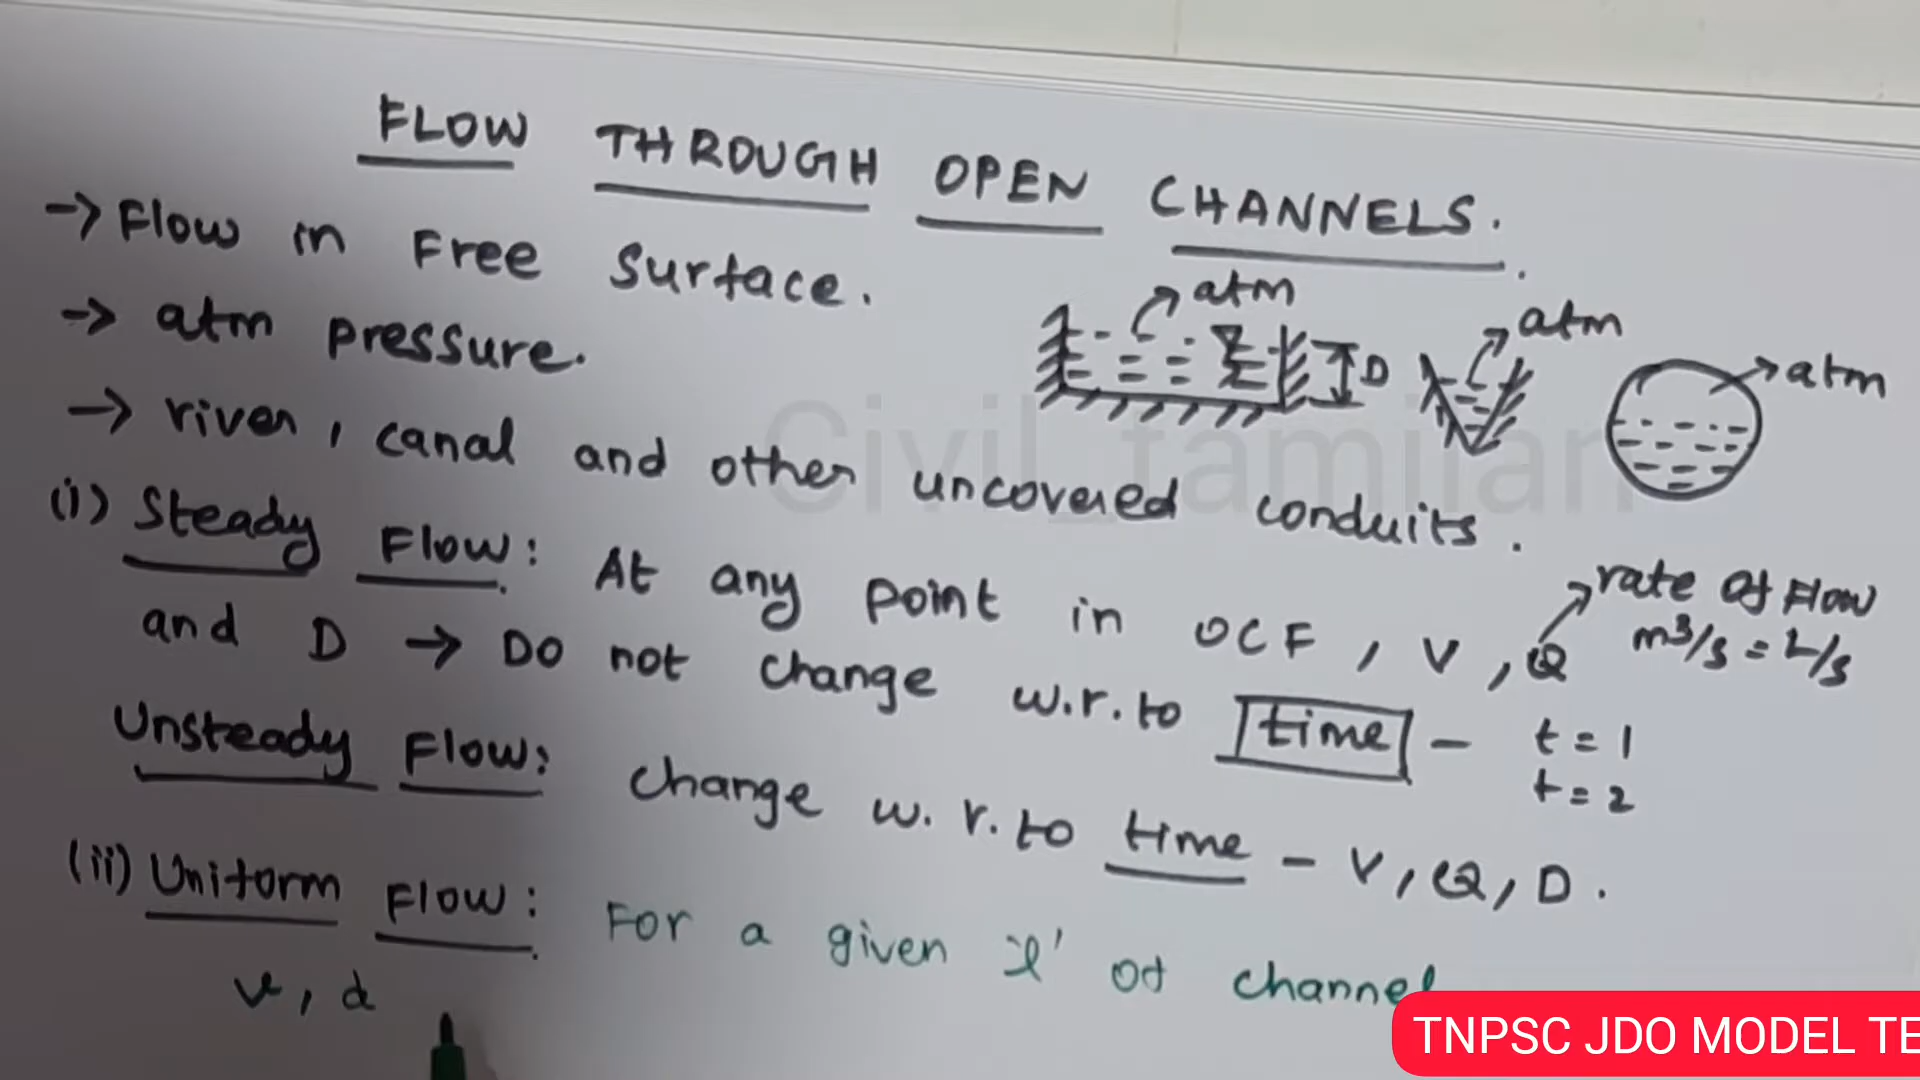 FLOW THROUGH OPEN CHANNELS.
→ Flow in Free surface.
→ atm pressure.
→ river, canal and other uncovered conduits.
atm
D
atm
atm
(i) Steady Flow: At any point in OCF, V, Q
rate of Flow
m³/s = L/s
and D → Do not change w.r.to time - t = 1
t = 2
Unsteady Flow: change w.r.to time - V, Q, D.
(ii) Uniform Flow: For a given 'l' of channel
v, d
Civil_tamilan
TNPSC JDO MODEL TE